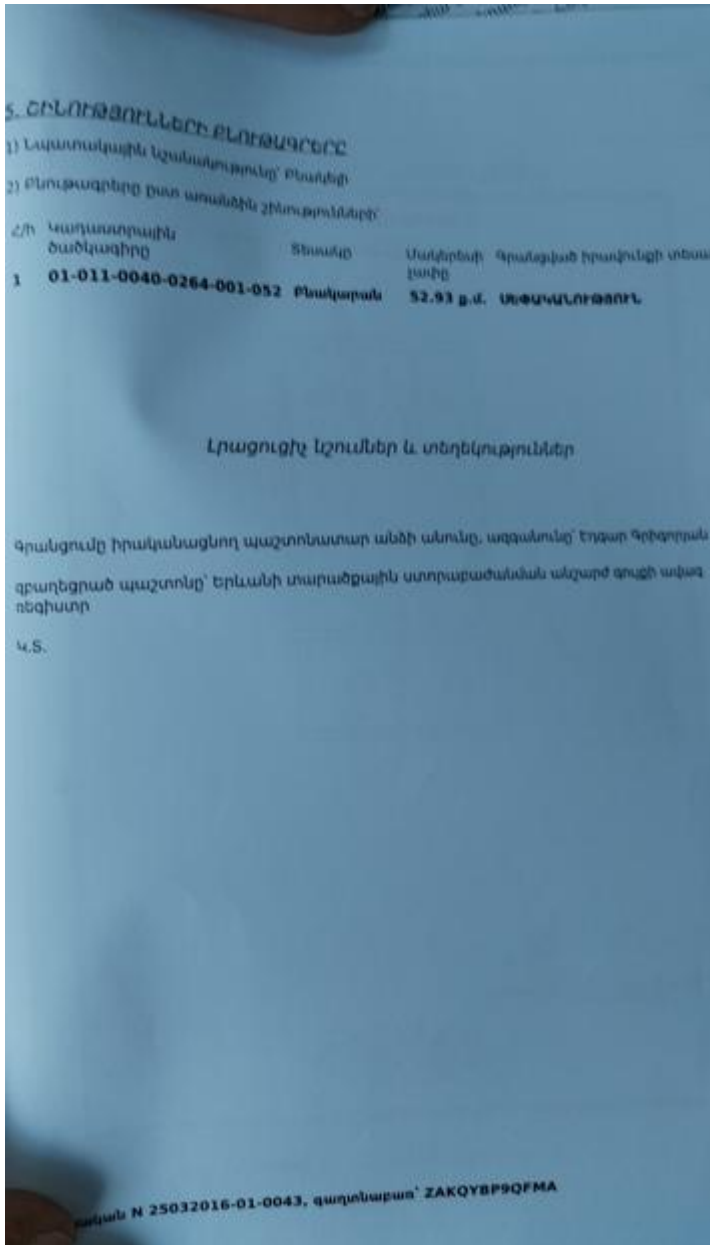 5. ՇԻՆՈՒԹՅՈՒՆՆԵՐԻ ԲՆՈՒԹԱԳՐԵՐԸ
1) Նպատակային նշանակությունը՝ Բնակելի
2) Բնութագրերը ըստ առանձին շինությունների՝
Հ/հ Կադաստրային ծածկագիրը Տեսակը Մակերեսի չափը Գրանցված իրավունքի
1 01-011-0040-0264-001-052 Բնակարան 52.93 ք.մ. ՍԵՓԱԿԱՆՈՒԹՅՈՒՆ
Լրացուցիչ նշումներ և տեղեկություններ
Գրանցումը իրականացնող պաշտոնատար անձի անունը, ազգանունը՝ Էդգար Գրիգորյան
զբաղեցրած պաշտոնը՝ Երևանի տարածքային ստորաբաժանման անշարժ գույքի ավագ
ռեգիստր
Կ.Տ.
N 25032016-01-0043, գաղտնաբառ՝ ZAKQYBP9QFMA